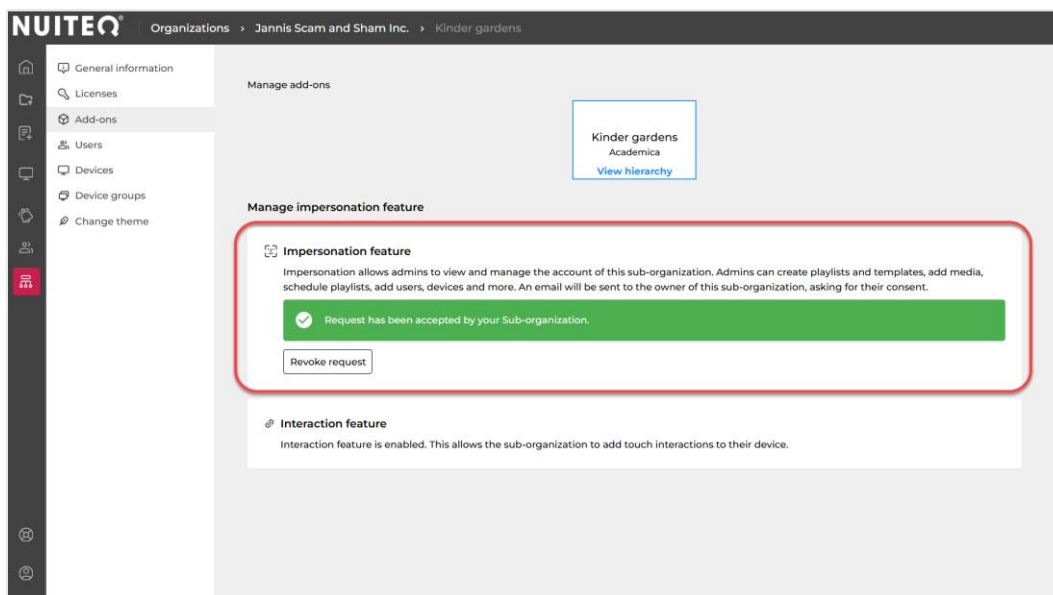 NUITEQ®
Organizations › Jannis Scam and Sham Inc. › Kinder gardens
General information
Licenses
Add-ons
Users
Devices
Device groups
Change theme
Manage add-ons
Kinder gardens
Academica
View hierarchy
Manage impersonation feature
Impersonation feature
Impersonation allows admins to view and manage the account of this sub-organization. Admins can create playlists and templates, add media,
schedule playlists, add users, devices and more. An email will be sent to the owner of this sub-organization, asking for their consent.
Request has been accepted by your Sub-organization.
Revoke request
Interaction feature
Interaction feature is enabled. This allows the sub-organization to add touch interactions to their device.